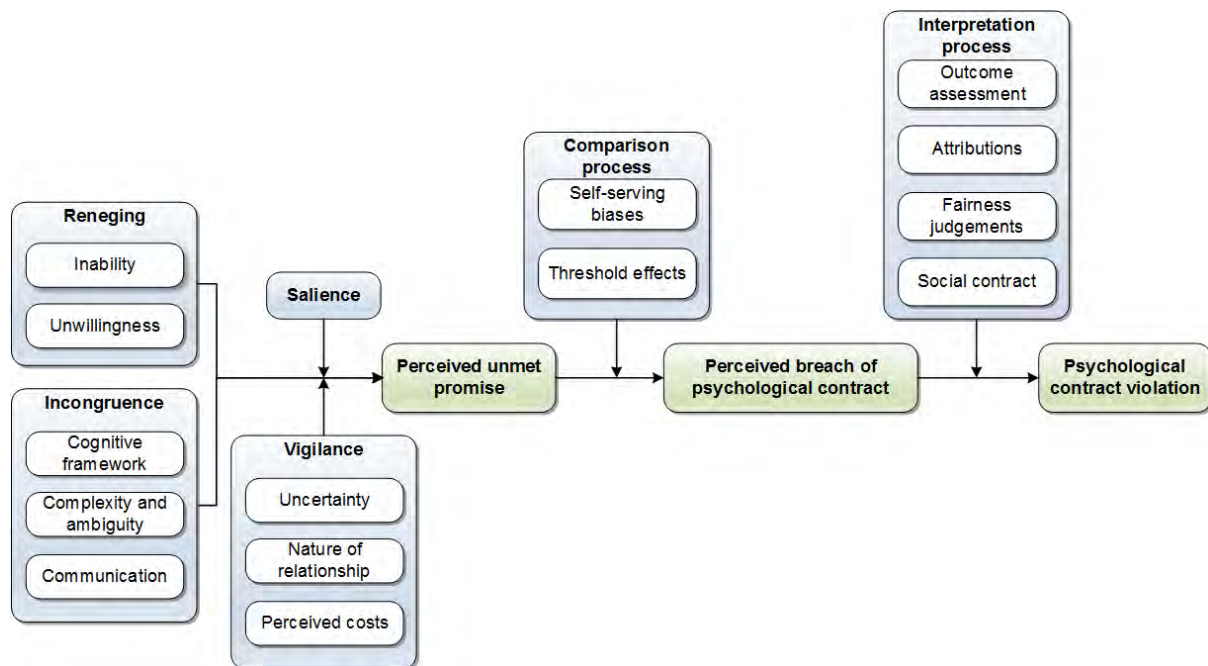 Reneging
Inability
Unwillingness
Incongruence
Cognitive
framework
Complexity and
ambiguity
Communication
Salience
Vigilance
Uncertainty
Nature of
relationship
Perceived costs
Perceived unmet
promise
Comparison
process
Self-serving
biases
Threshold effects
Perceived breach of
psychological contract
Interpretation
process
Outcome
assessment
Attributions
Fairness
judgements
Social contract
Psychological
contract violation